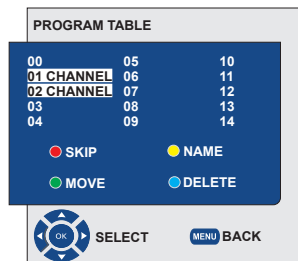 PROGRAM TABLE
00 05 10
01 CHANNEL 06 11
02 CHANNEL 07 12
03 08 13
04 09 14
SKIP NAME
MOVE DELETE
OK SELECT MENU BACK